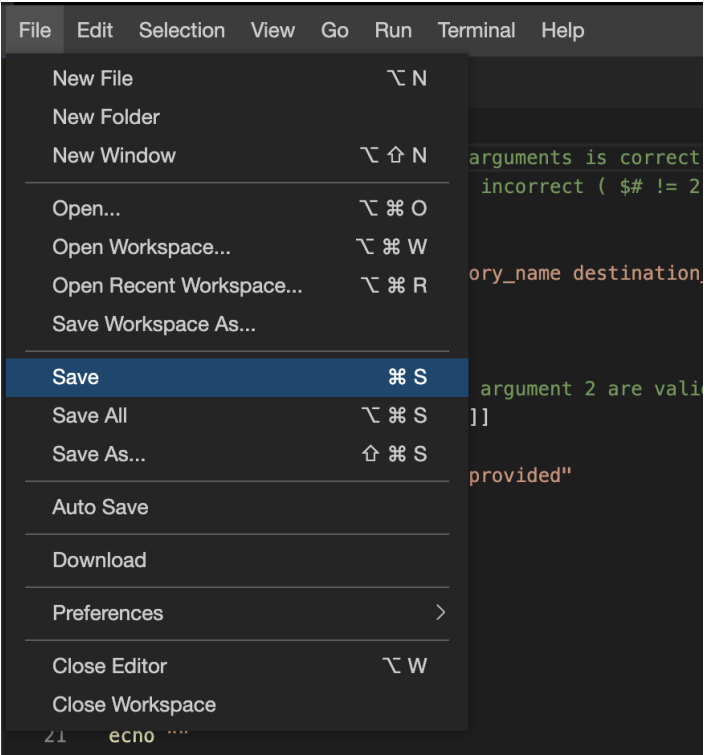 File Edit Selection View Go Run Terminal Help
New File ⌥ N
New Folder
New Window ⌥ ⇧ N
arguments is correct
Open... ⌥ ⌘ O
incorrect ( $# != 2
Open Workspace... ⌥ ⌘ W
Open Recent Workspace... ⌥ ⌘ R
ory_name destination_
Save Workspace As...
Save ⌘ S
argument 2 are vali
Save All ⌥ ⌘ S
]]
Save As... ⇧ ⌘ S
provided"
Auto Save
Download
Preferences >
Close Editor ⌥ W
Close Workspace
21 echo ""